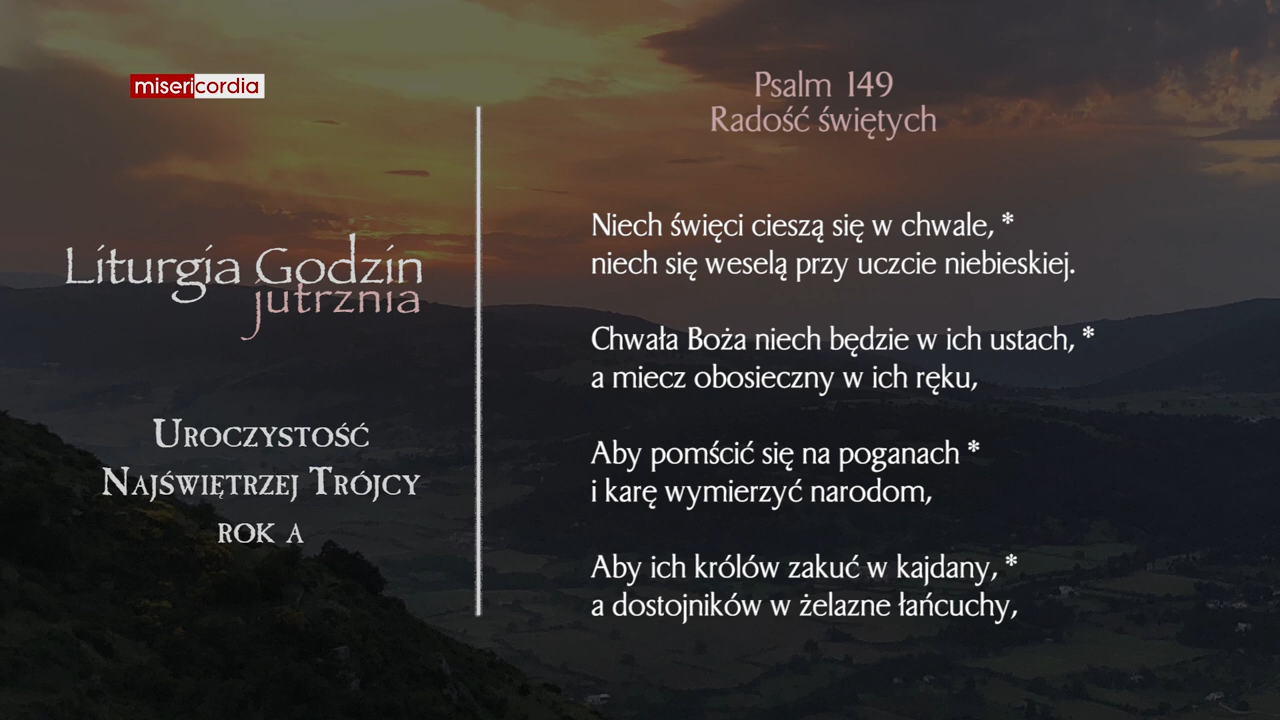 misericordia
Liturgia Godzin
jutrznia
Uroczystość
Najświętrzej Trójcy
rok a
Psalm 149
Radość świętych
Niech święci cieszą się w chwale, *
niech się weselą przy uczcie niebieskiej.
Chwała Boża niech będzie w ich ustach, *
a miecz obosieczny w ich ręku,
Aby pomścić się na poganach *
i karę wymierzyć narodom,
Aby ich królów zakuć w kajdany, *
a dostojników w żelazne łańcuchy,